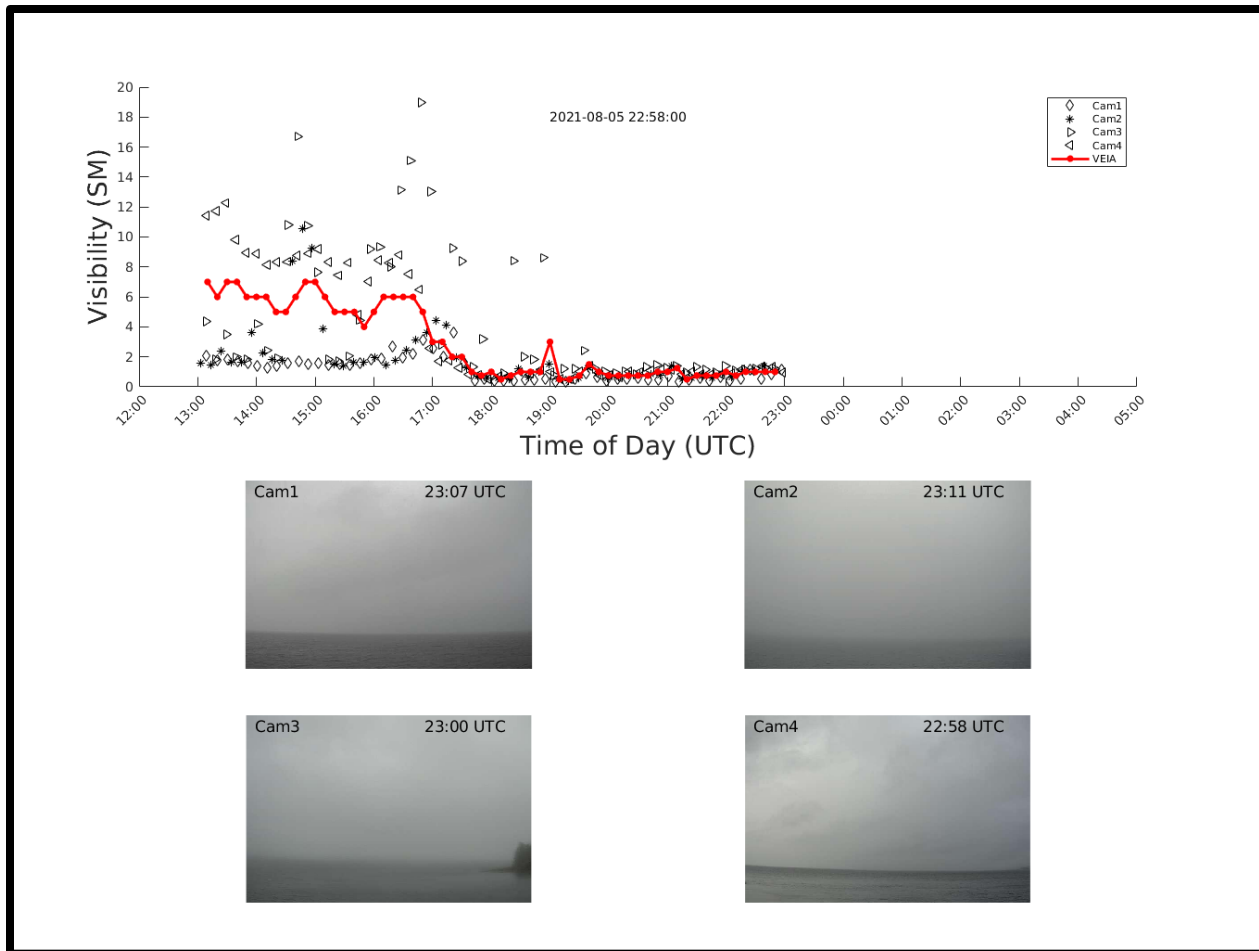 20
18
16
14
12
10
8
6
4
2
0
Visibility (SM)
2021-08-05 22:58:00
Cam1
Cam2
Cam3
Cam4
VEIA
12:00
13:00
14:00
15:00
16:00
17:00
18:00
19:00
20:00
21:00
22:00
23:00
00:00
01:00
02:00
03:00
04:00
05:00
Time of Day (UTC)
Cam1 23:07 UTC
Cam2 23:11 UTC
Cam3 23:00 UTC
Cam4 22:58 UTC